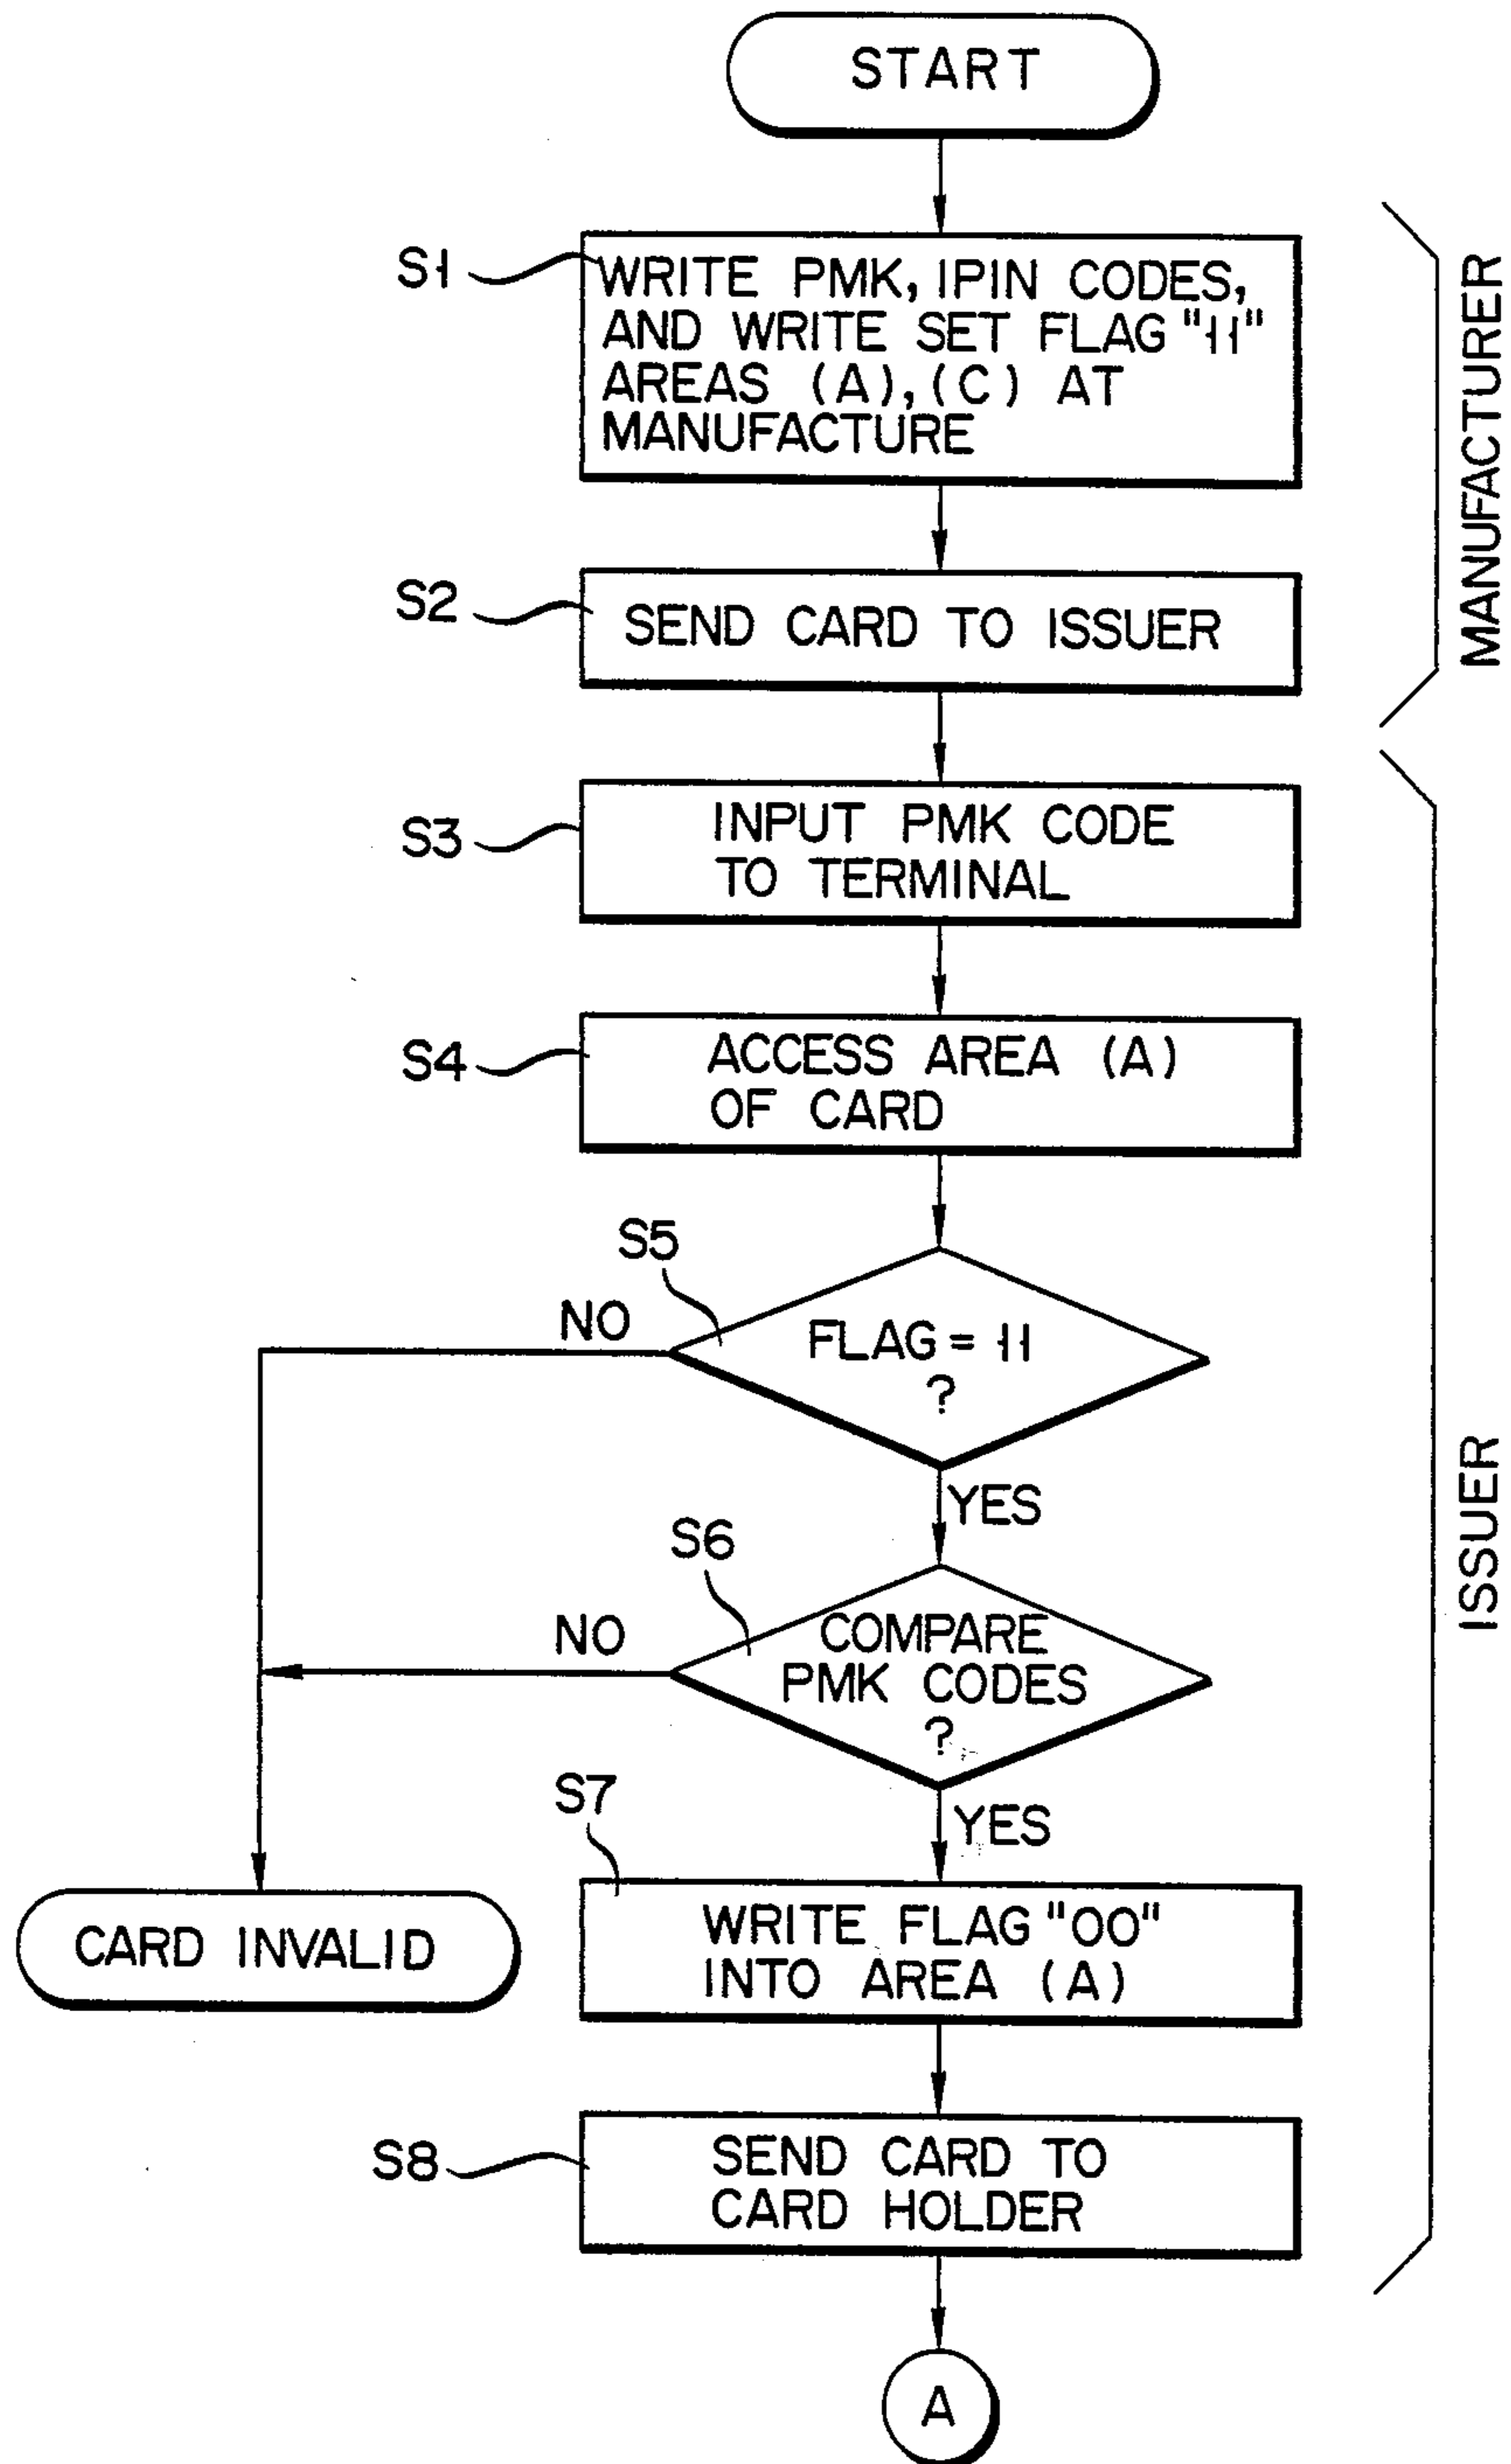 START
S1
WRITE PMK, IPIN CODES,
AND WRITE SET FLAG "11"
AREAS (A), (C) AT
MANUFACTURE
MANUFACTURER
S2
SEND CARD TO ISSUER
S3
INPUT PMK CODE
TO TERMINAL
S4
ACCESS AREA (A)
OF CARD
S5
NO
FLAG = 11
?
YES
ISSUER
S6
NO
COMPARE
PMK CODES
?
YES
S7
WRITE FLAG "00"
INTO AREA (A)
CARD INVALID
S8
SEND CARD TO
CARD HOLDER
A